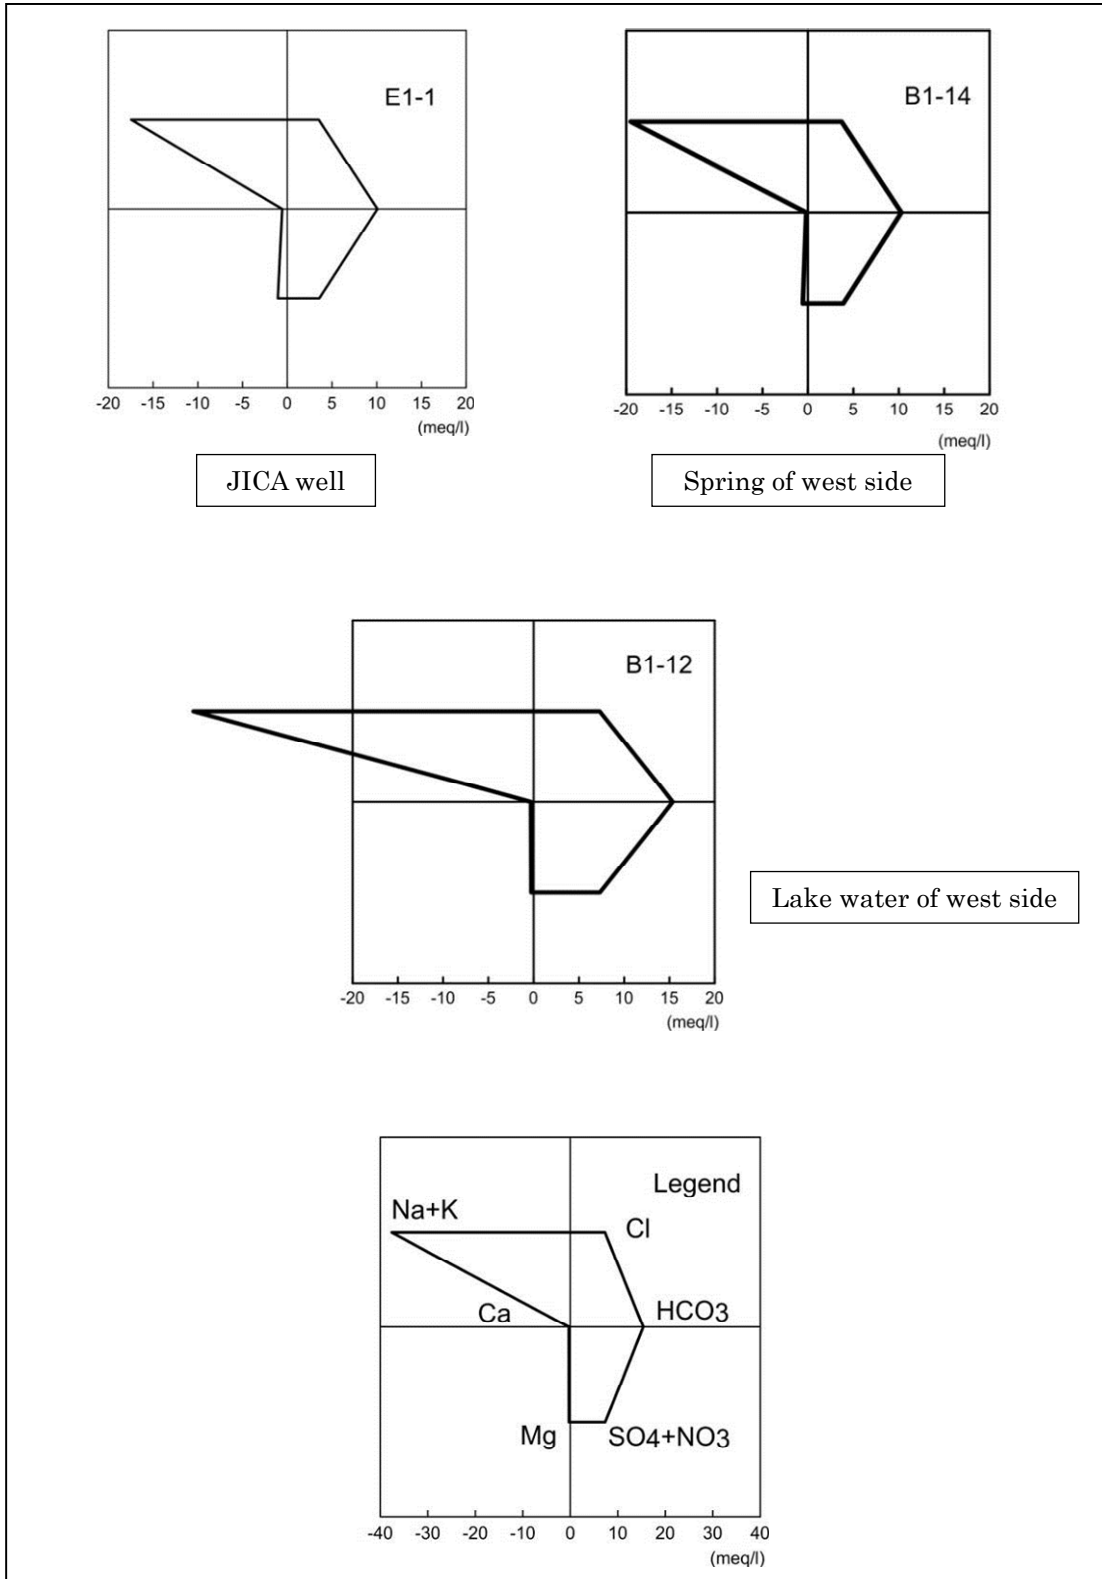 E1-1
-20 -15 -10 -5 0 5 10 15 20
(meq/l)
JICA well
B1-14
-20 -15 -10 -5 0 5 10 15 20
(meq/l)
Spring of west side
B1-12
-20 -15 -10 -5 0 5 10 15 20
(meq/l)
Lake water of west side
Legend
Na+K
Cl
Ca
HCO3
Mg
SO4+NO3
-40 -30 -20 -10 0 10 20 30 40
(meq/l)